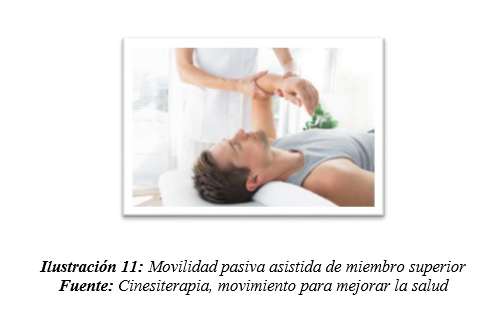 Ilustración 11: Movilidad pasiva asistida de miembro superior
Fuente: Cinesiterapia, movimiento para mejorar la salud